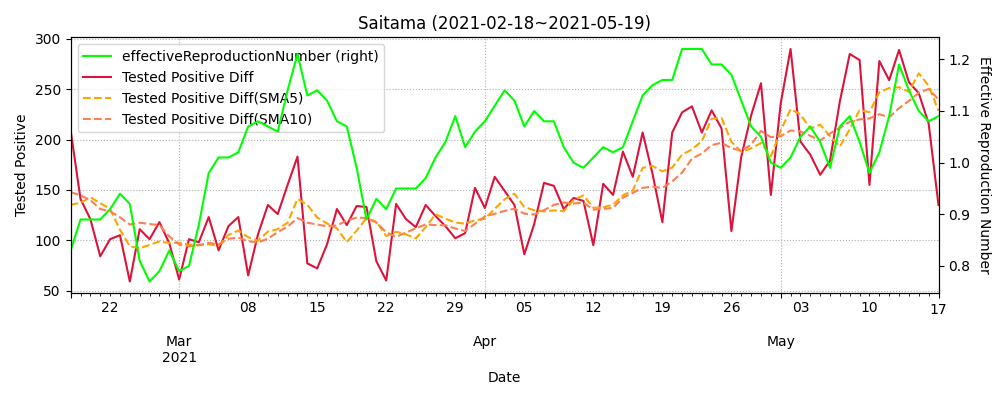 Saitama (2021-02-18~2021-05-19)
effectiveReproductionNumber (right)
Tested Positive Diff
Tested Positive Diff(SMA5)
Tested Positive Diff(SMA10)
Tested Positive
300
250
200
150
100
50
1.2
1.1
1.0
0.9
0.8
Effective Reproduction Number
22 08 15 22 29 05 12 19 26 03 10 17
Mar Apr May
2021
Date